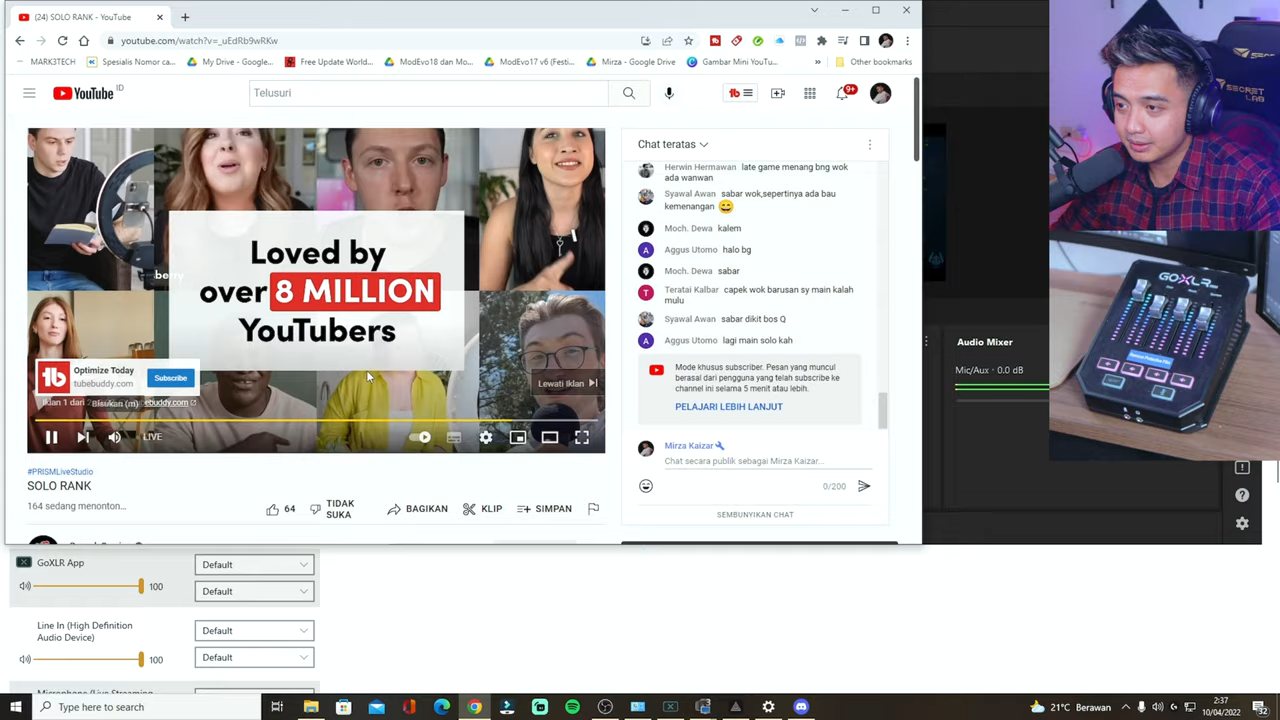 (24) SOLO RANK - YouTube
youtube.com/watch?v=_uEdRb9wRKw
MARK3TECH
Spesialis Nomor ca...
My Drive - Google...
Free Update World...
ModEvo18 dan Mo...
ModEvo17 v6 (Festi...
Mirza - Google Drive
Gambar Mini YouTu...
»
Other bookmarks
YouTube ID
Telusuri
9+
Loved by
over 8 MILLION
YouTubers
berry
Optimize Today
tubebuddy.com
Subscribe
Bisukan (m)
Lewati Iklan
LIVE
#PRISMLiveStudio
SOLO RANK
164 sedang menonton...
64
TIDAK SUKA
BAGIKAN
KLIP
SIMPAN
Chat teratas
Herwin Hermawan late game menang bng wok
ada wanwan
Syawal Awan sabar wok,sepertinya ada bau
kemenangan
Moch. Dewa kalem
A Aggus Utomo halo bg
Moch. Dewa sabar
T Teratai Kalbar capek wok barusan sy main kalah
mulu
Syawal Awan sabar dikit bos Q
A Aggus Utomo lagi main solo kah
Mode khusus subscriber. Pesan yang muncul
berasal dari pengguna yang telah subscribe ke
channel ini selama 5 menit atau lebih.
PELAJARI LEBIH LANJUT
Mirza Kaizar
Chat secara publik sebagai Mirza Kaizar...
0/200
SEMBUNYIKAN CHAT
SECRET
LAB
GOXLR
Audio Mixer
Mic/Aux · 0.0 dB
GoXLR App
100
Default
Default
Line In (High Definition
Audio Device)
100
Default
Default
Type here to search
21°C Berawan
2:37
10/04/2022
32